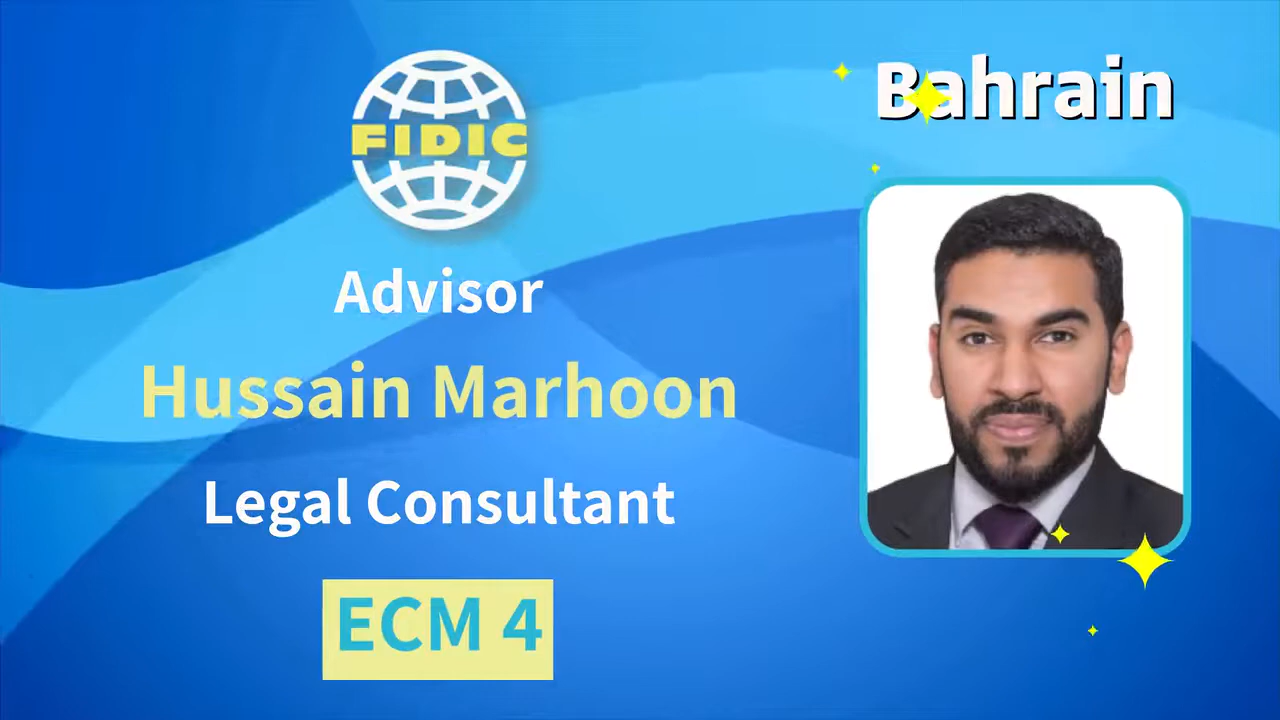 FIDIC
Advisor
Hussain Marhoon
Legal Consultant
ECM 4
Bahrain